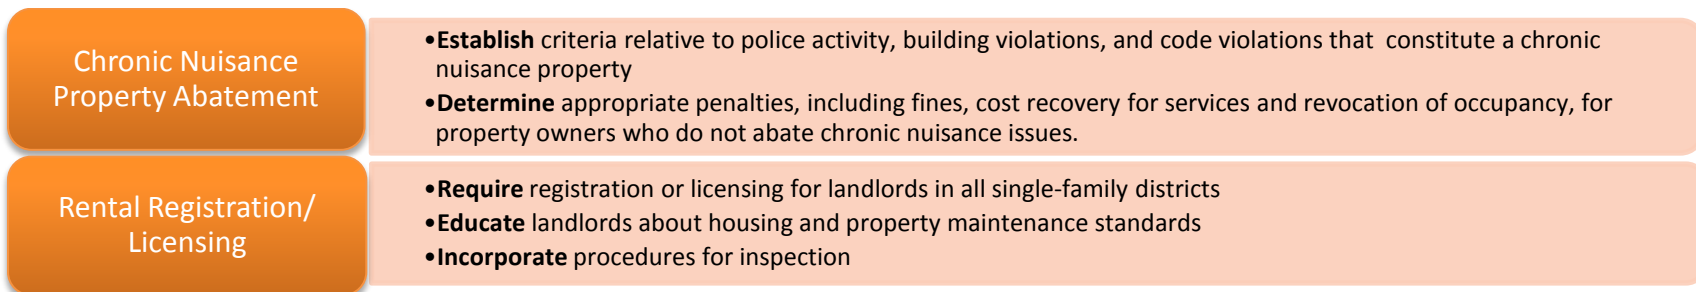 Chronic Nuisance
Property Abatement
•Establish criteria relative to police activity, building violations, and code violations that constitute a chronic
nuisance property
•Determine appropriate penalties, including fines, cost recovery for services and revocation of occupancy, for
property owners who do not abate chronic nuisance issues.
Rental Registration/
Licensing
•Require registration or licensing for landlords in all single-family districts
•Educate landlords about housing and property maintenance standards
•Incorporate procedures for inspection